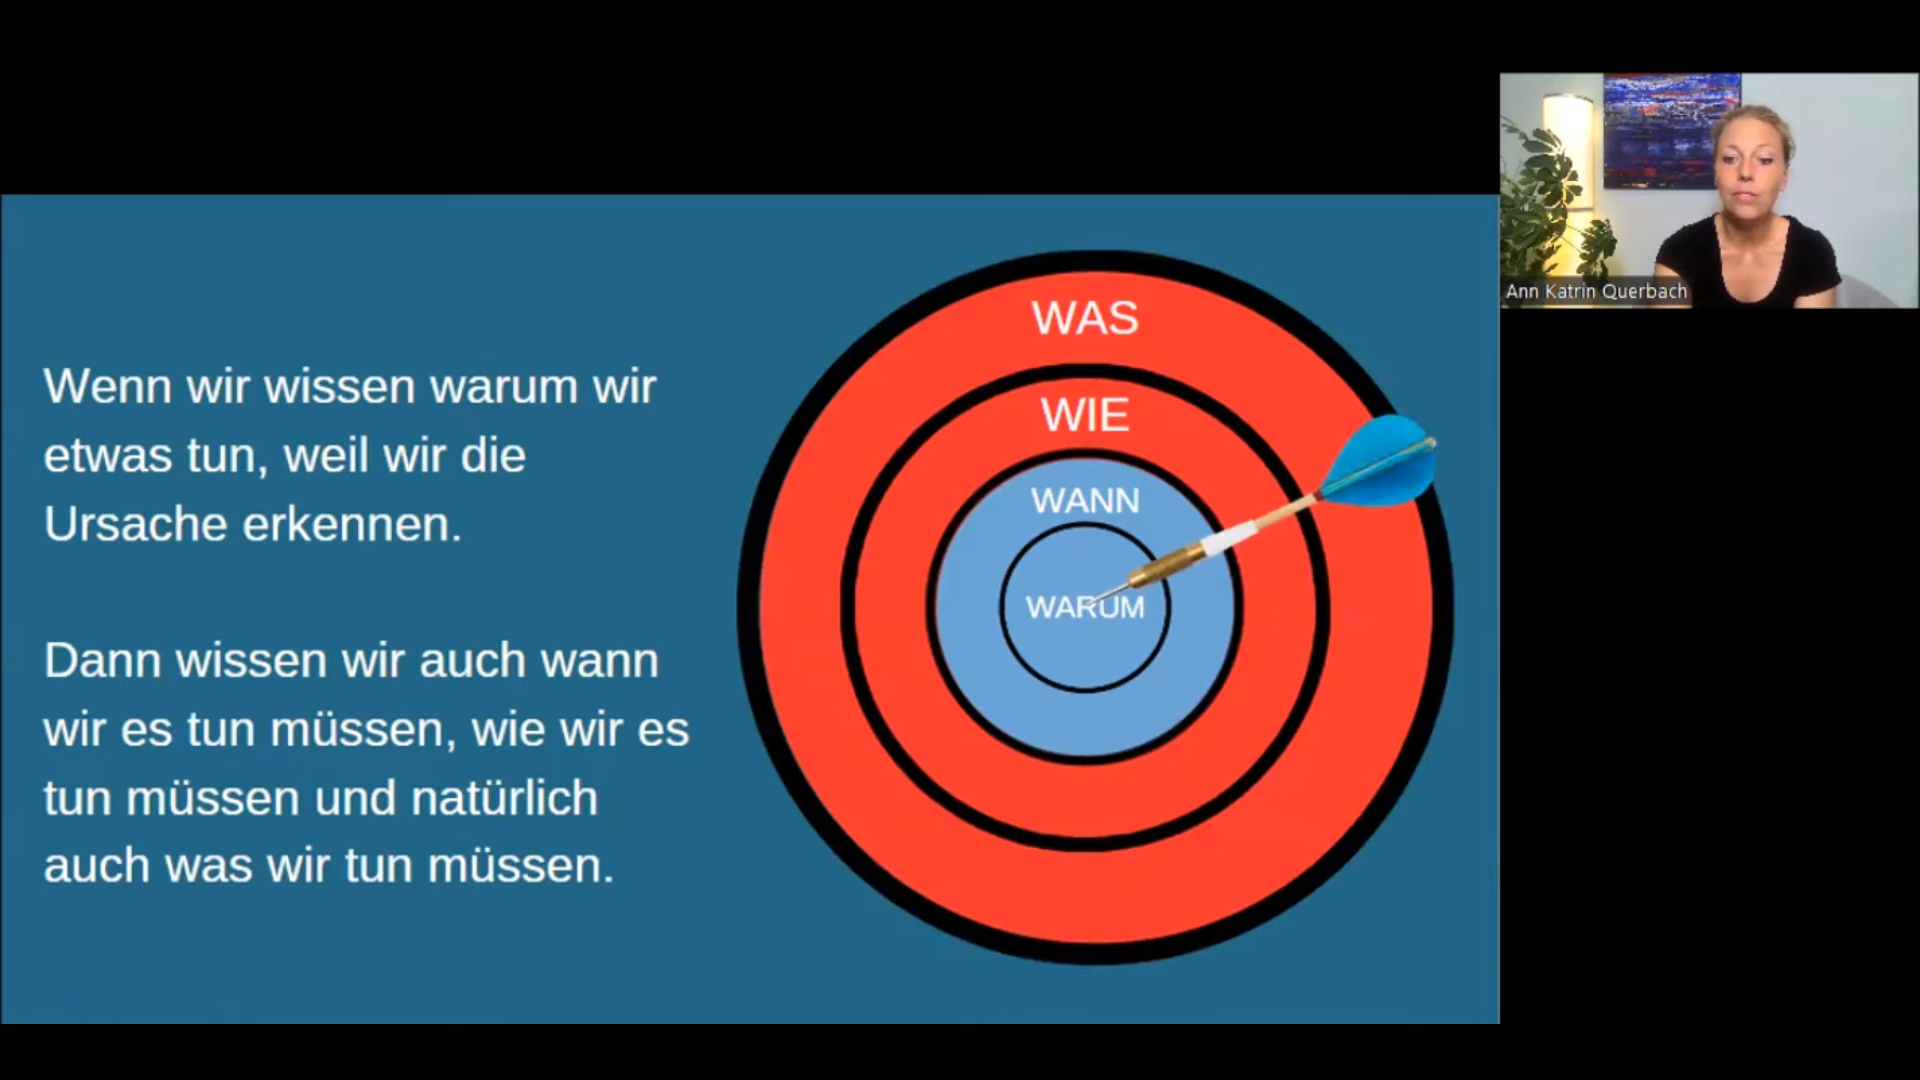 Wenn wir wissen warum wir
etwas tun, weil wir die
Ursache erkennen.
Dann wissen wir auch wann
wir es tun müssen, wie wir es
tun müssen und natürlich
auch was wir tun müssen.
WAS
WIE
WANN
WARUM
Ann Katrin Querbach